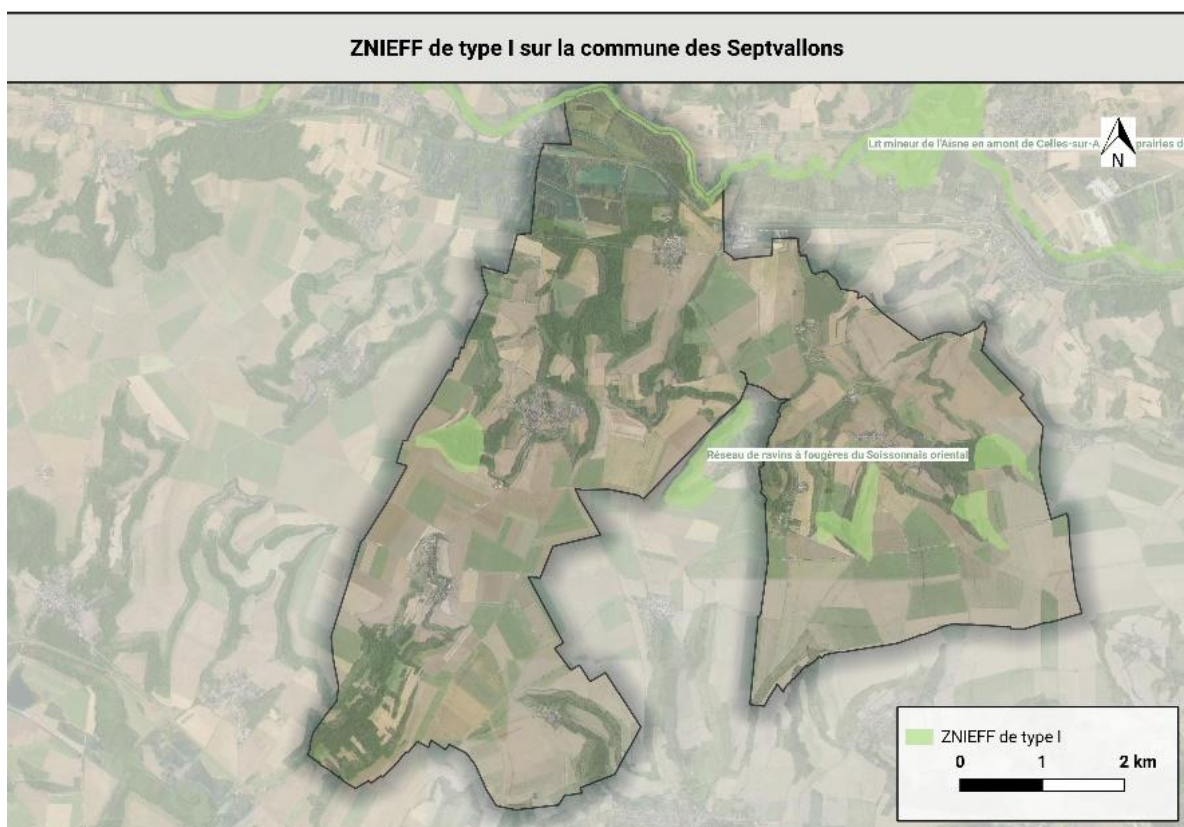 ZNIEFF de type I sur la commune des Septvallons
Lit mineur de l'Aisne en amont de Celles-sur-A prairies d
N
Réseau de ravins à fougères du Soissonnais oriental
ZNIEFF de type I
0 1 2 km